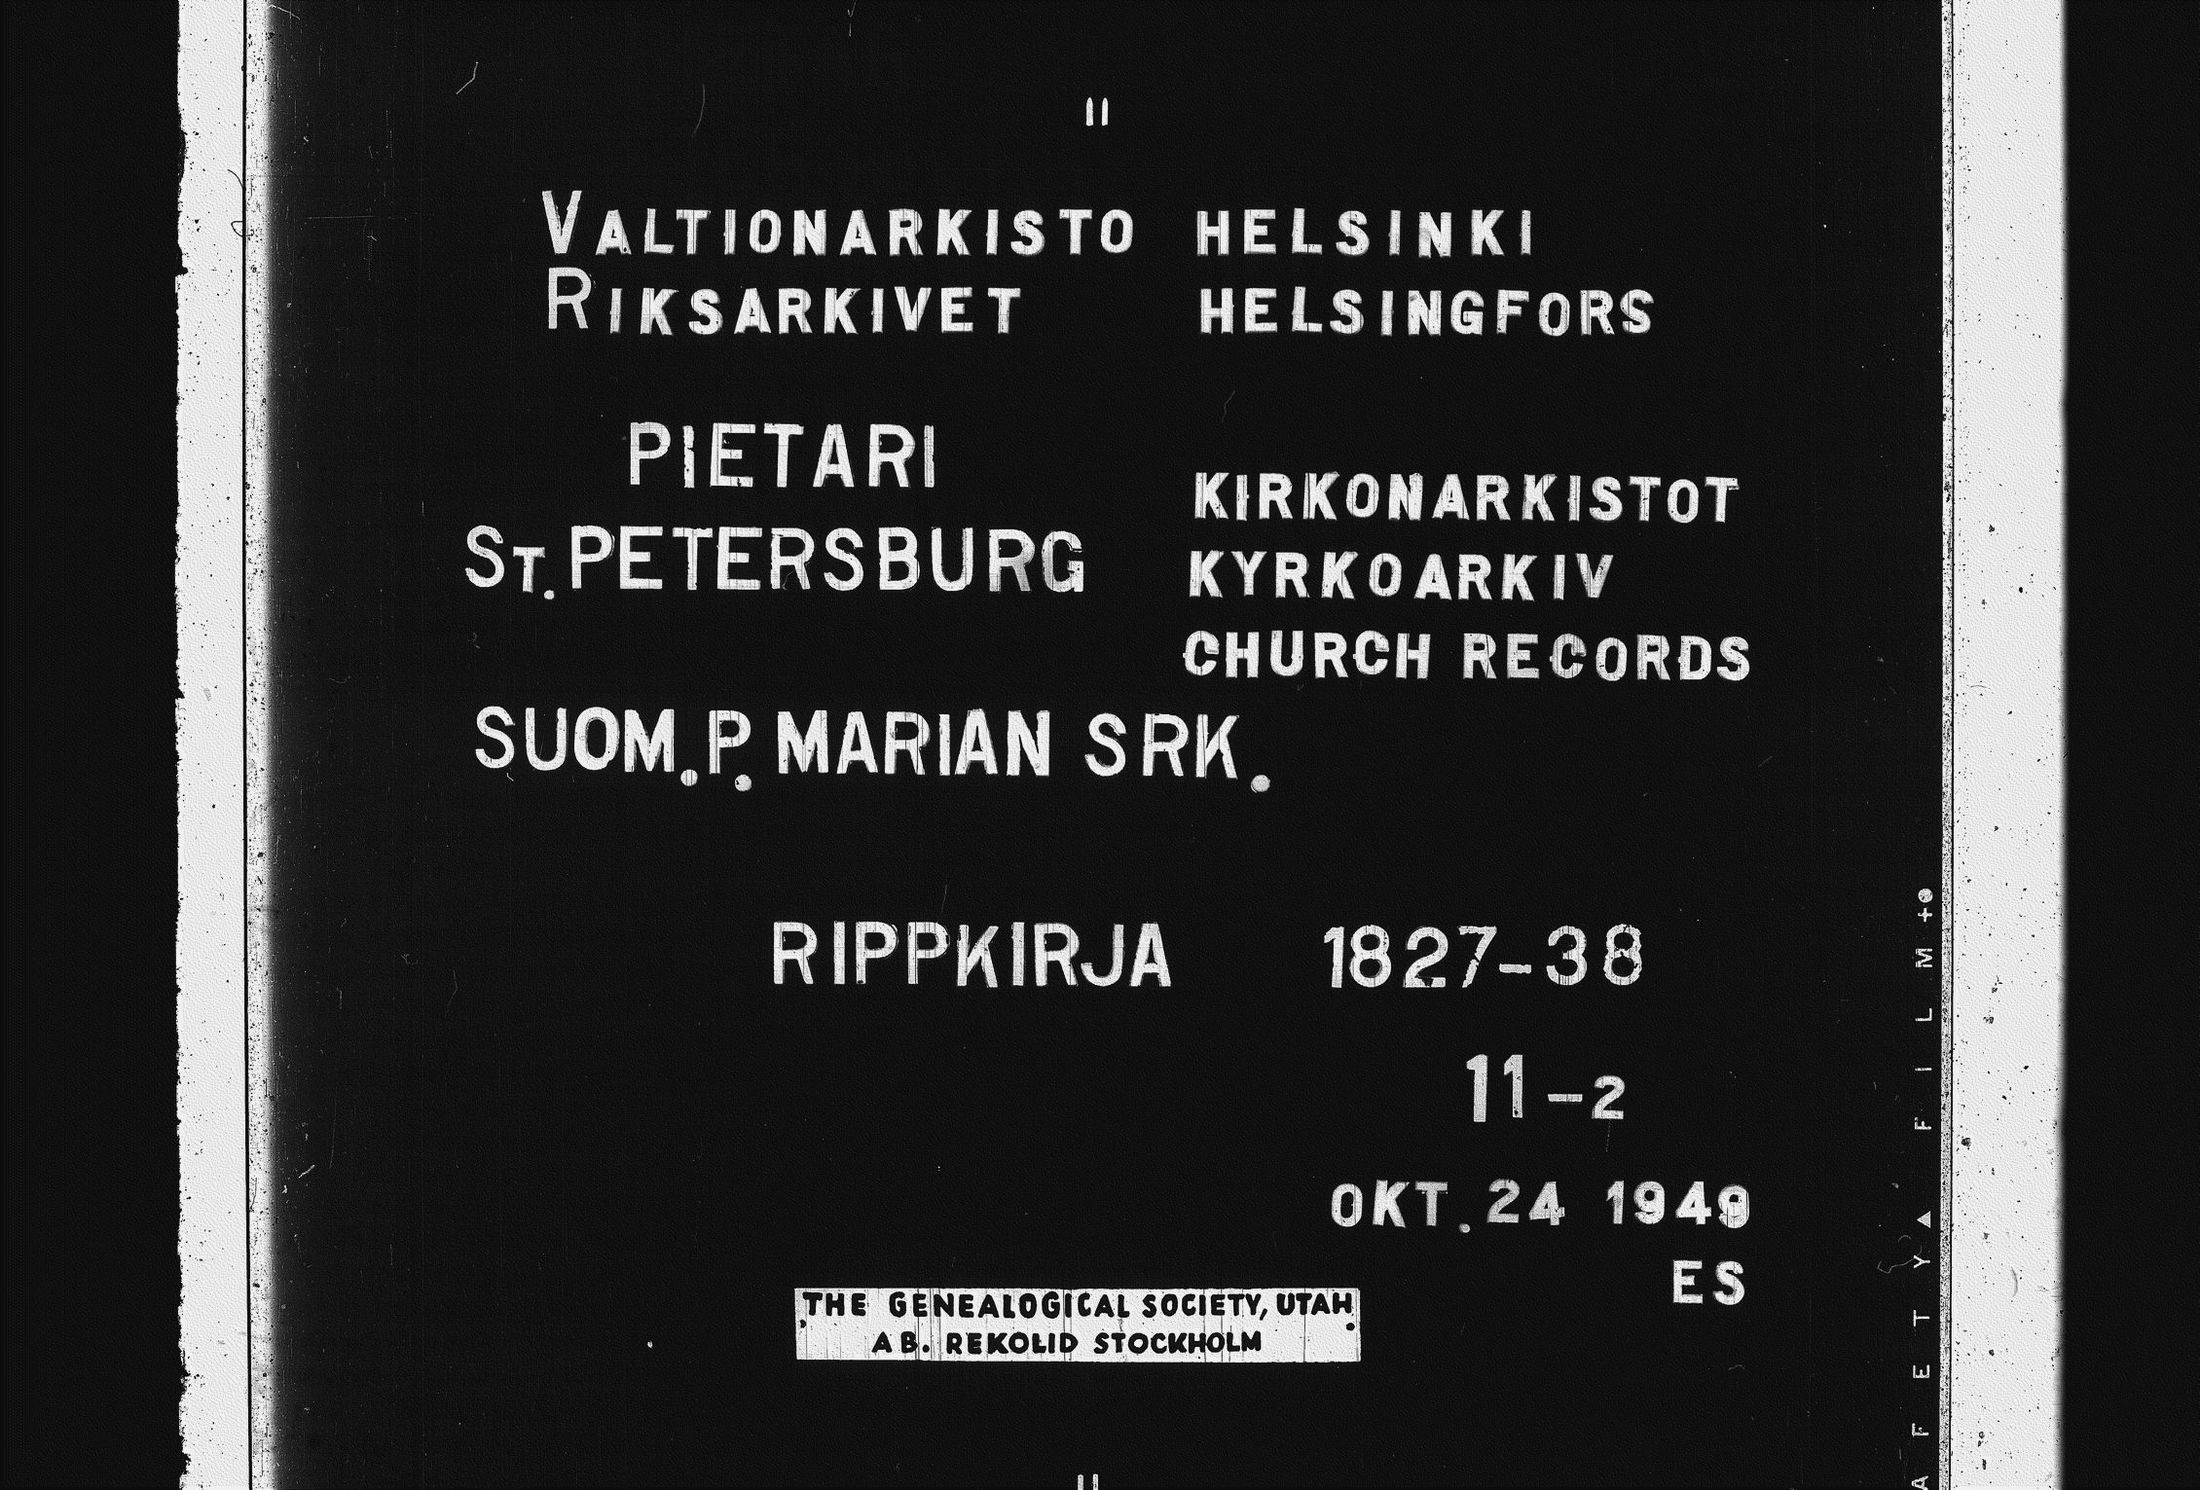 VALTIONARKISTO HELSINKI
RIKSARKIVET HELSINGFORS
PIETARI
ST. PETERSBURG
KIRKONARKISTOT
KYRKOARKIV
CHURCH RECORDS
SUOM.P. MARIAN SRK.
RIPPKIRJA 1827-38
11-2
OKT. 24 1949
ES
THE GENEALOGICAL SOCIETY, UTAH.
AB. REKOLID STOCKHOLM
AFETY▲FILM+●